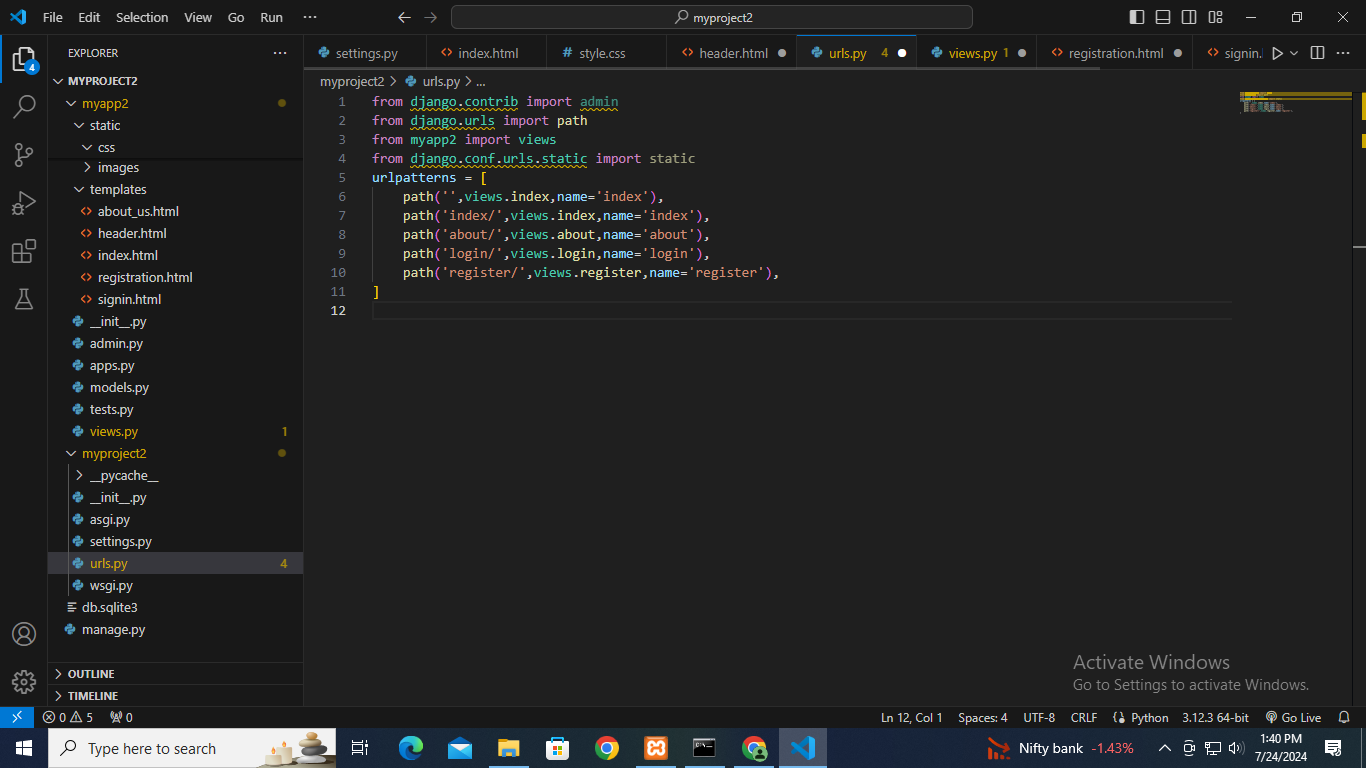 File Edit Selection View Go Run ··· myproject2
EXPLORER ···
MYPROJECT2
myapp2
static
css
images
templates
about_us.html
header.html
index.html
registration.html
signin.html
__init__.py
admin.py
apps.py
models.py
tests.py
views.py 1
myproject2
__pycache__
__init__.py
asgi.py
settings.py
urls.py 4
wsgi.py
db.sqlite3
manage.py
OUTLINE
TIMELINE
4
settings.py index.html # style.css header.html urls.py 4 views.py 1 registration.html signin.
myproject2 > urls.py > ...
1 from django.contrib import admin
2 from django.urls import path
3 from myapp2 import views
4 from django.conf.urls.static import static
5 urlpatterns = [
6 path('',views.index,name='index'),
7 path('index/',views.index,name='index'),
8 path('about/',views.about,name='about'),
9 path('login/',views.login,name='login'),
10 path('register/',views.register,name='register'),
11 ]
12
Activate Windows
Go to Settings to activate Windows.
0 5 0 Ln 12, Col 1 Spaces: 4 UTF-8 CRLF Python 3.12.3 64-bit Go Live
Type here to search Nifty bank -1.43% 1:40 PM
7/24/2024